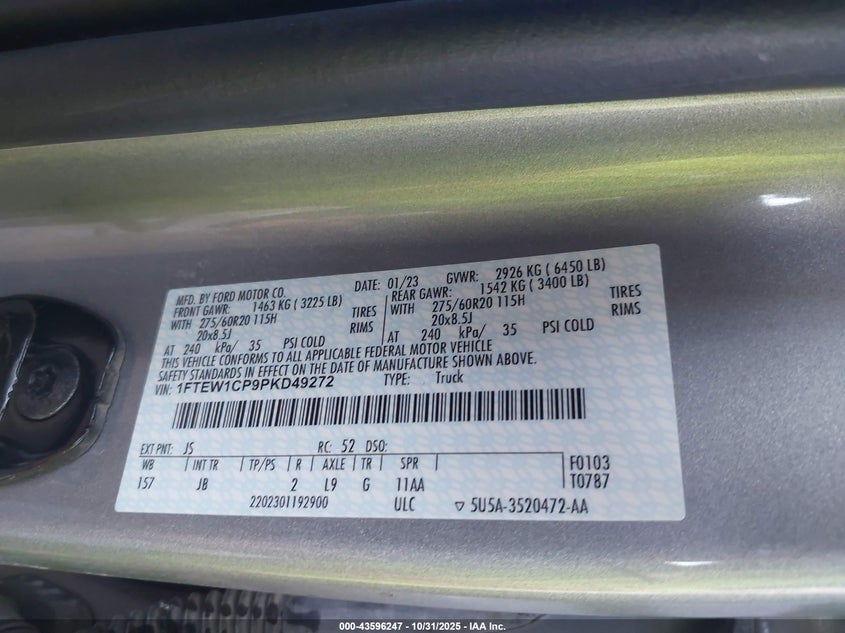 MFD. BY FORD MOTOR CO. DATE: 01/23 GVWR: 2926 KG ( 6450 LB)
FRONT GAWR: 1463 KG ( 3225 LB) REAR GAWR: 1542 KG ( 3400 LB)
WITH 275/60R20 115H TIRES WITH 275/60R20 115H TIRES
20x8.5J RIMS 20x8.5J RIMS
AT 240 kPa/ 35 PSI COLD AT 240 kPa/ 35 PSI COLD
THIS VEHICLE CONFORMS TO ALL APPLICABLE FEDERAL MOTOR VEHICLE
SAFETY STANDARDS IN EFFECT ON THE DATE OF MANUFACTURE SHOWN ABOVE.
VIN: 1FTEW1CP9PKD49272 TYPE: Truck
EXT PNT: JS RC: 52 DSO:
WB INT TR TP/PS R AXLE TR SPR F0103
157 JB 2 L9 G 11AA T0787
2202301192900 ULC ▽ 5U5A-3520472-AA
000-43596247 - 10/31/2025 - IAA Inc.